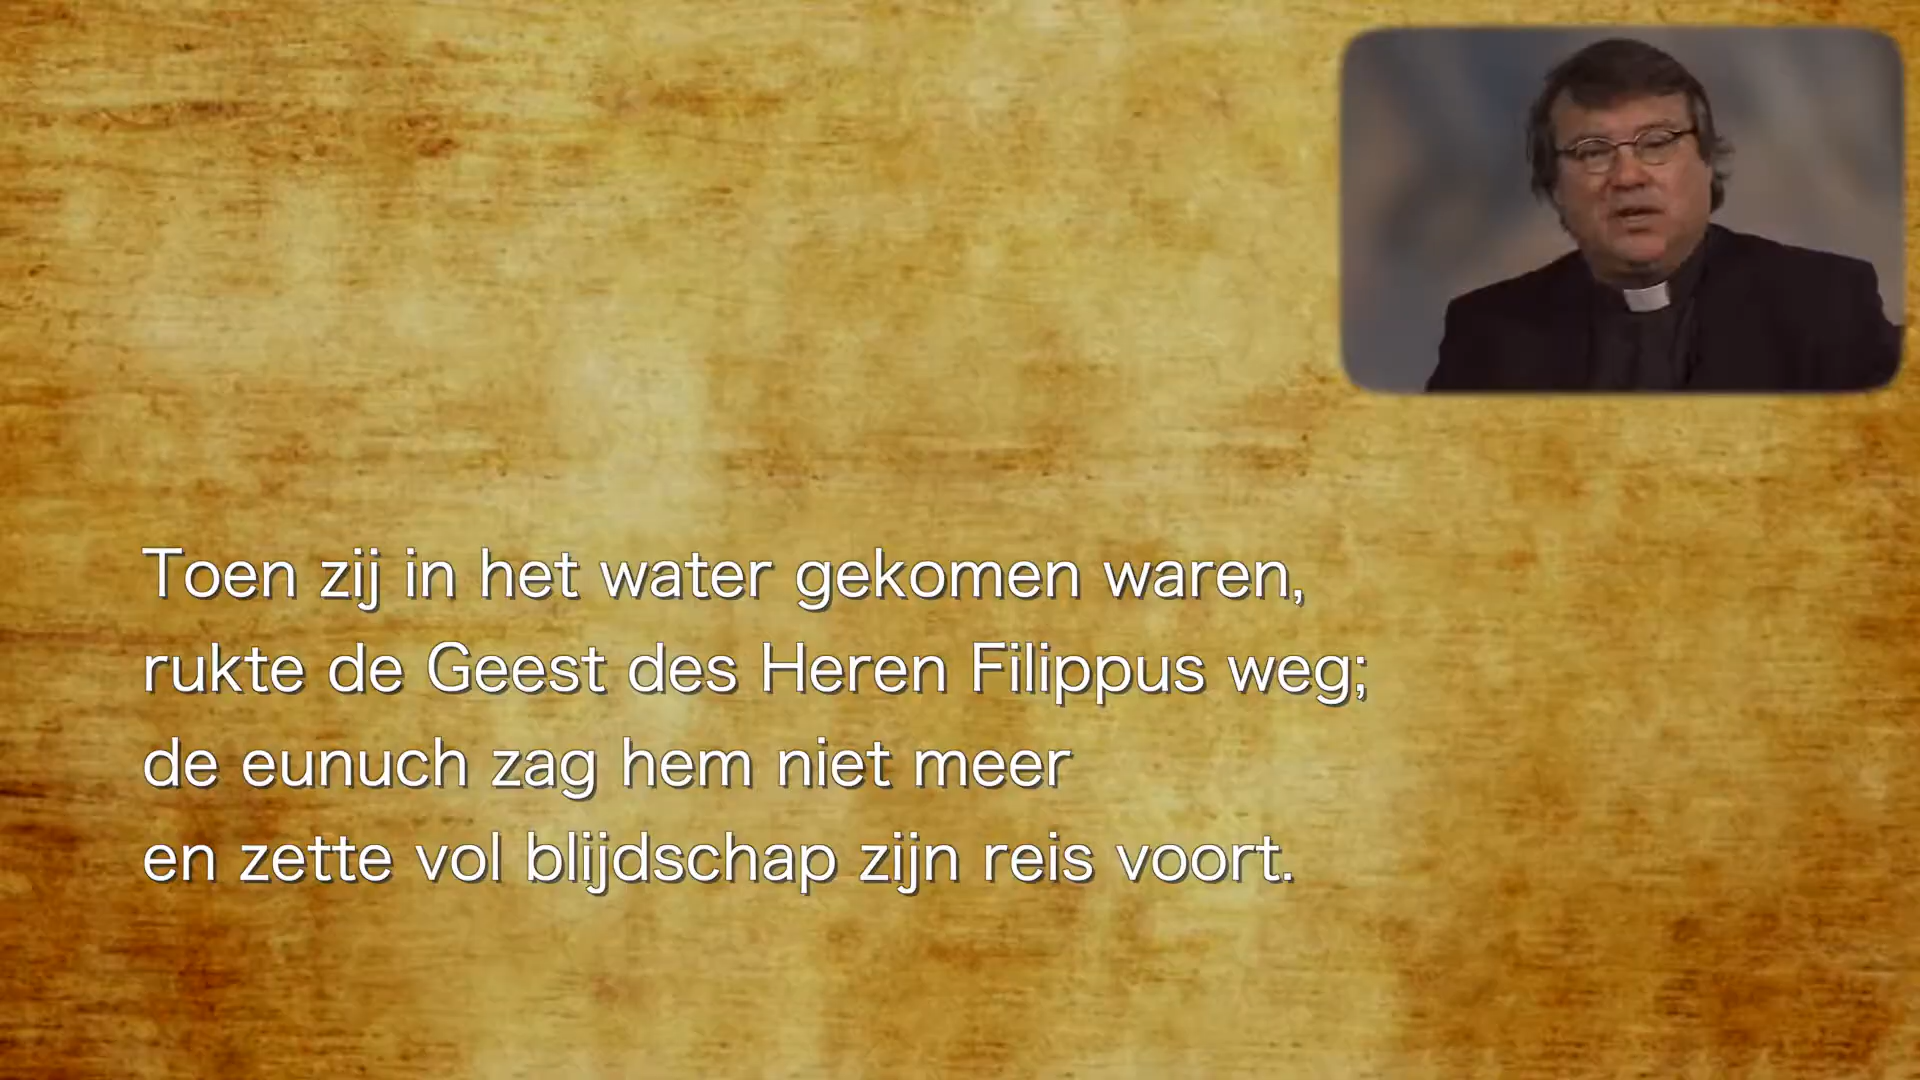 Toen zij in het water gekomen waren,
rukte de Geest des Heren Filippus weg;
de eunuch zag hem niet meer
en zette vol blijdschap zijn reis voort.